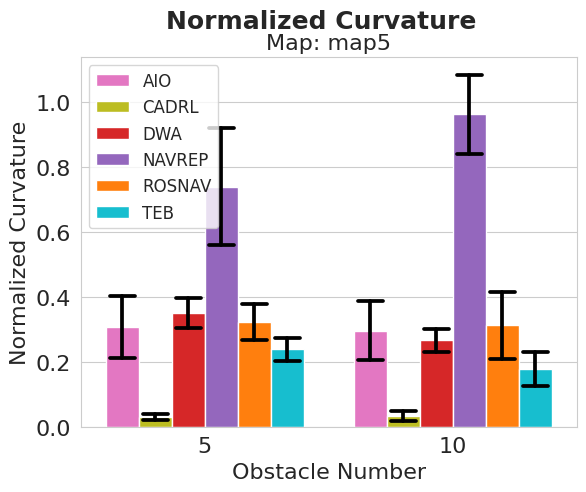 Normalized Curvature
Map: map5
Normalized Curvature
1.0
0.8
0.6
0.4
0.2
0.0
AIO
CADRL
DWA
NAVREP
ROSNAV
TEB
5
10
Obstacle Number